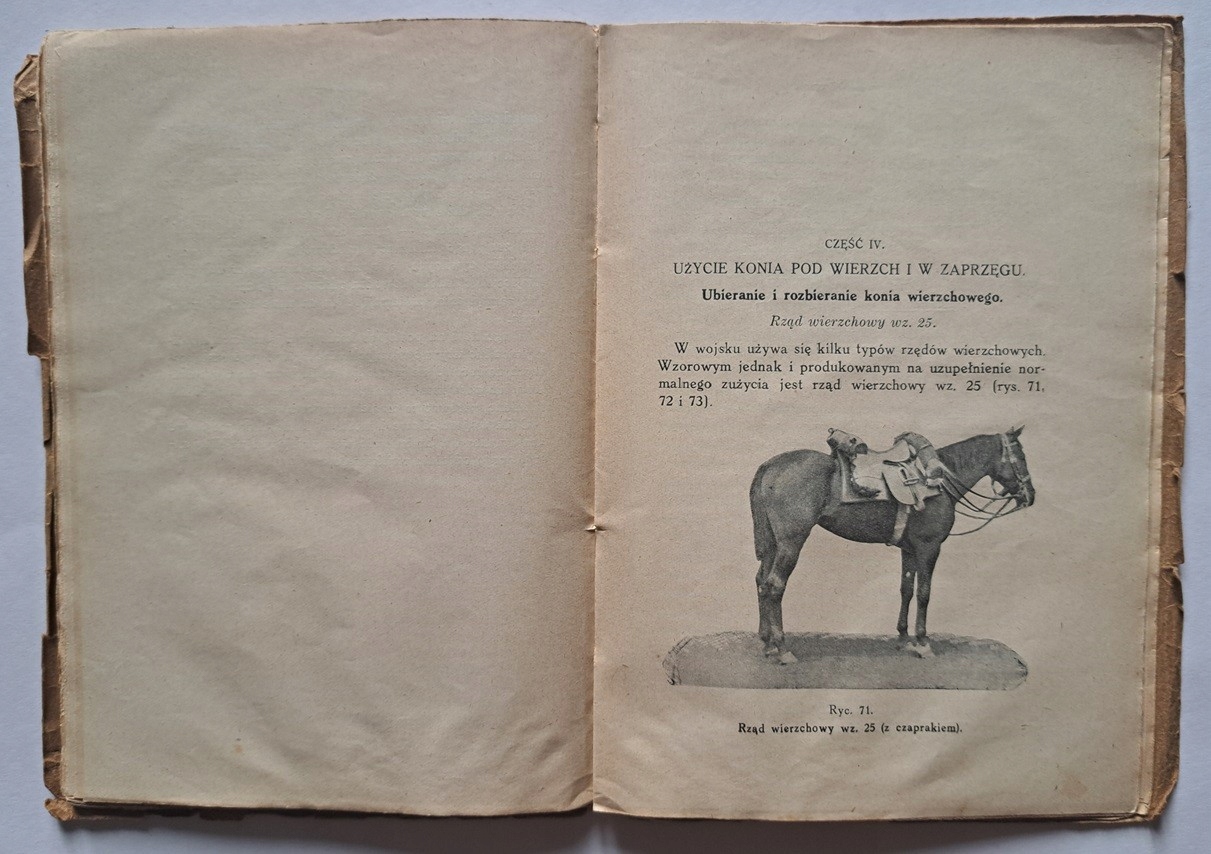 CZĘŚĆ IV.
UŻYCIE KONIA POD WIERZCH I W ZAPRZĘGU.
Ubieranie i rozbieranie konia wierzchowego.
Rząd wierzchowy wz. 25.
W wojsku używa się kilku typów rzędów wierzchowych.
Wzorowym jednak i produkowanym na uzupełnienie nor-
malnego zużycia jest rząd wierzchowy wz. 25 (rys. 71,
72 i 73).
Ryc. 71.
Rząd wierzchowy wz. 25 (z czaprakiem).